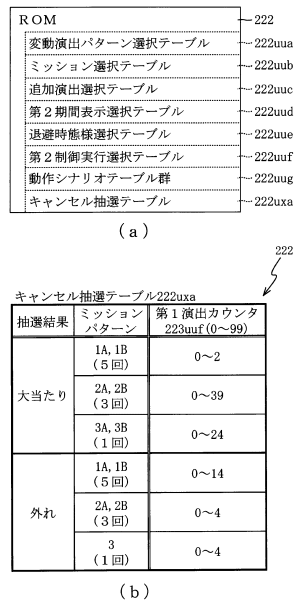 ROM 222
変動演出パターン選択テーブル 222uua
ミッション選択テーブル 222uub
追加演出選択テーブル 222uuc
第２期間表示選択テーブル 222uud
退避時態様選択テーブル 222uue
第２制御実行選択テーブル 222uuf
動作シナリオテーブル群 222uug
キャンセル抽選テーブル 222uxa
(a)
222
キャンセル抽選テーブル222uxa
抽選結果 ミッションパターン 第１演出カウンタ223uuf(0～99)
大当たり 1A,1B(５回) 0～2
2A,2B(３回) 0～39
3A,3B(１回) 0～24
外れ 1A,1B(５回) 0～14
2A,2B(３回) 0～4
3(１回) 0～4
(b)